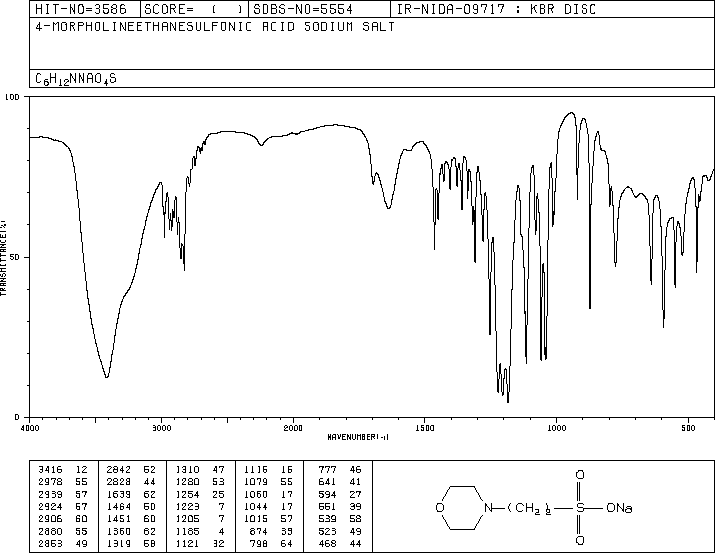 HIT-NO=3586 SCORE= ( ) SDBS-NO=5554 IR-NIDA-09717 : KBR DISC
4-MORPHOLINEETHANESULFONIC ACID SODIUM SALT
C6H12NNAO4S
100
50
0
TRANSMITTANCE(%)
4000 3000 2000 1500 1000 500
WAVENUMBER(-1)
3416 12 2842 52 1310 47 1116 16 777 46
2978 55 2828 44 1280 53 1079 55 641 41
2939 57 1639 62 1254 25 1060 17 594 27
2924 57 1464 50 1223 7 1044 17 551 39
2906 60 1451 60 1205 7 1015 57 539 58
2880 55 1360 62 1185 4 874 33 523 49
2863 49 1319 58 1121 32 798 64 468 44
O N-(CH2)2-S-ONa
O
O